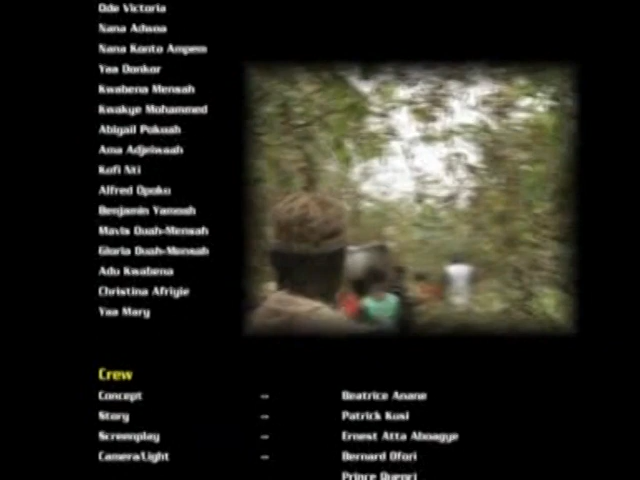 Ode Victoria
Nana Adwoa
Nana Konto Ampem
Yaa Donkor
Kwabena Mensah
Kwakye Mohammed
Abigail Pokuah
Ama Adjeiwaah
Kofi Nti
Alfred Opoku
Benjamin Yamoah
Mavis Duah-Mensah
Gloria Duah-Mensah
Adu Kwabena
Christina Afriyie
Yaa Mary
Crew
Concept -- Beatrice Anane
Story -- Patrick Kusi
Screenplay -- Ernest Atta Aboagye
Camera/Light -- Bernard Ofori
Prince